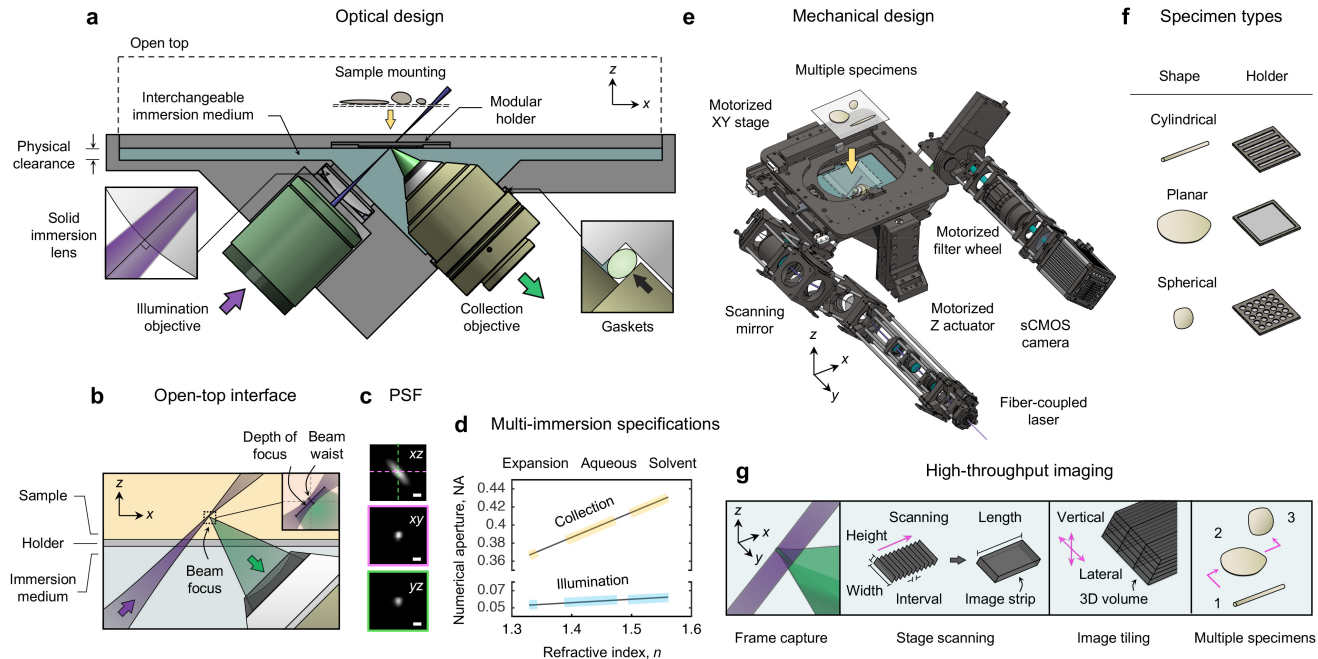 a
Optical design
Open top
Sample mounting
z
x
Interchangeable
immersion medium
Modular
holder
Physical
clearance
Solid
immersion
lens
Illumination
objective
Collection
objective
Gaskets
b
Open-top interface
Depth of
focus
Beam
waist
Sample
z
x
Holder
Immersion
medium
Beam
focus
c
PSF
xz
xy
yz
d
Multi-immersion specifications
Expansion
Aqueous
Solvent
Numerical aperture, NA
0.44
0.42
0.4
0.38
0.36
0.07
0.05
Collection
Illumination
1.3
1.4
1.5
1.6
Refractive index, n
e
Mechanical design
Multiple specimens
Motorized
XY stage
Motorized
filter wheel
Scanning
mirror
Motorized
Z actuator
sCMOS
camera
z
x
y
Fiber-coupled
laser
f
Specimen types
Shape
Holder
Cylindrical
Planar
Spherical
g
High-throughput imaging
z
x
y
Frame capture
Scanning
Length
Height
Width
Interval
Image strip
Stage scanning
Vertical
Lateral
3D volume
Image tiling
1
2
3
Multiple specimens